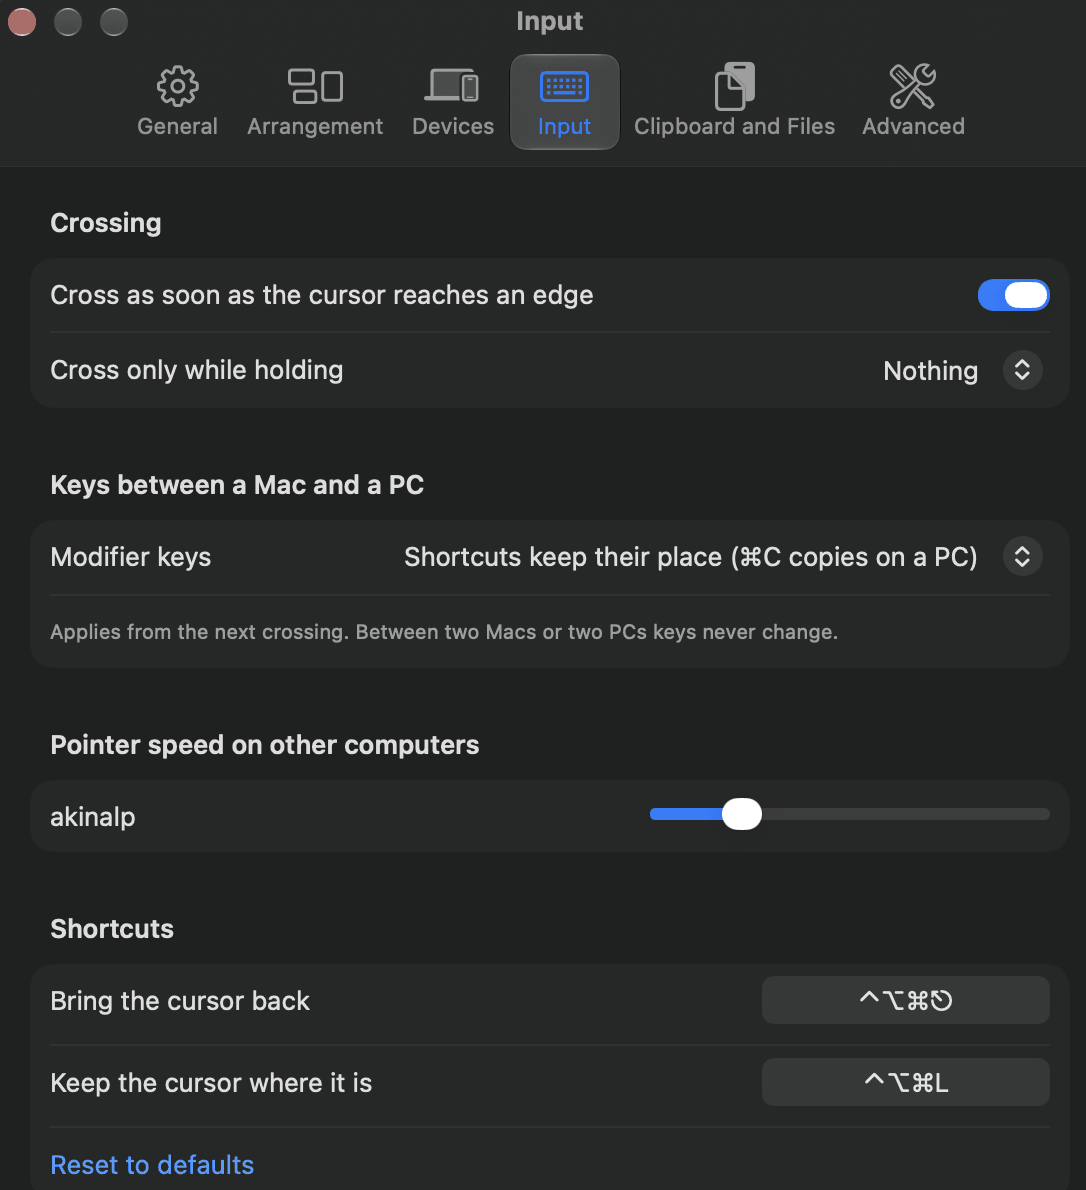 Input
General
Arrangement
Devices
Input
Clipboard and Files
Advanced
Crossing
Cross as soon as the cursor reaches an edge
Cross only while holding Nothing
Keys between a Mac and a PC
Modifier keys Shortcuts keep their place (⌘C copies on a PC)
Applies from the next crossing. Between two Macs or two PCs keys never change.
Pointer speed on other computers
akinalp
Shortcuts
Bring the cursor back ^⌥⌘⎋
Keep the cursor where it is ^⌥⌘L
Reset to defaults